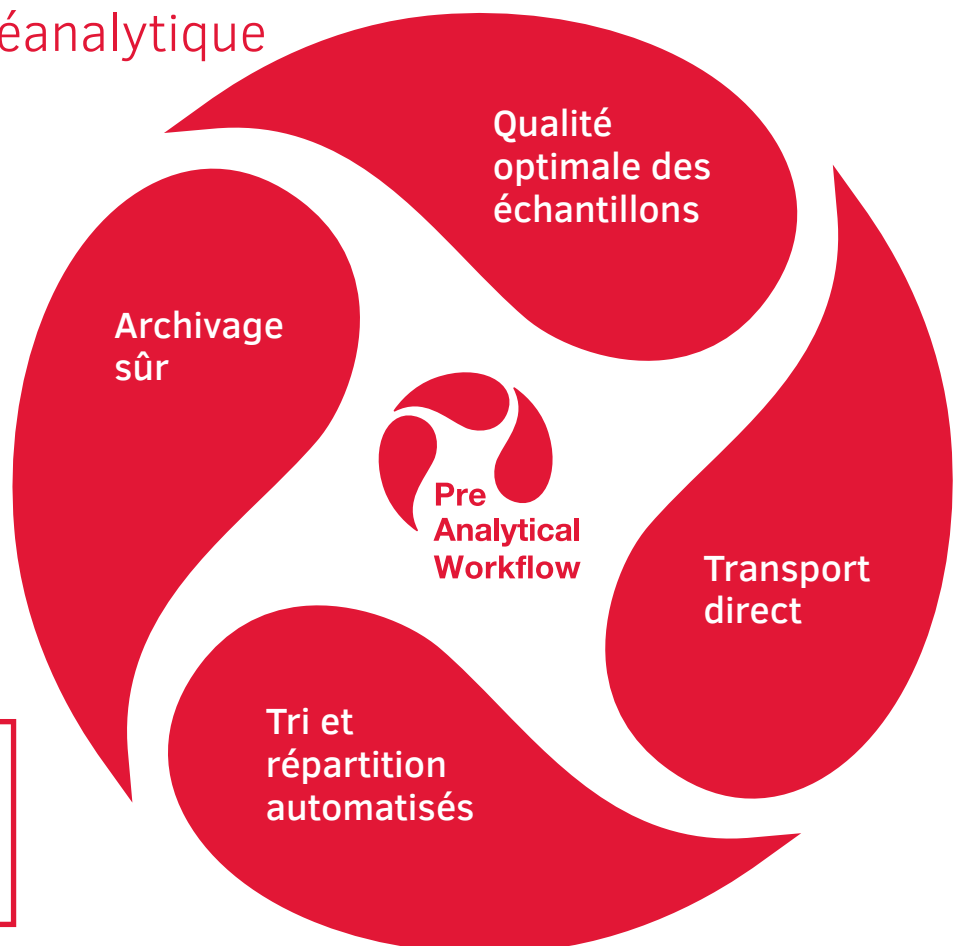 éanalytique
Qualité
optimale des
échantillons
Archivage
sûr
Pre
Analytical
Workflow
Transport
direct
Tri et
répartition
automatisés